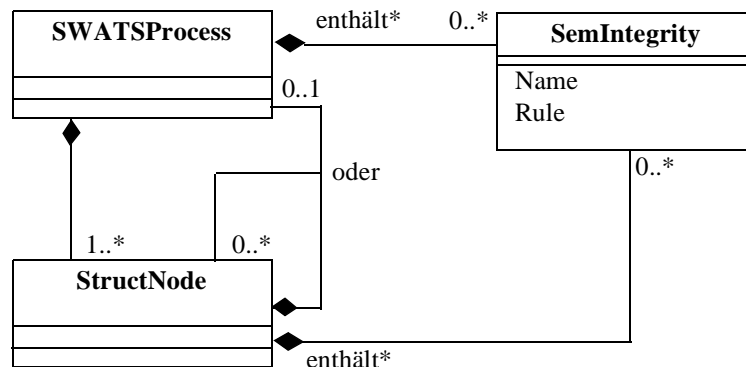 SWATSProcess
enthält*
0..*
SemIntegrity
Name
Rule
0..1
oder
0..*
1..*
0..*
StructNode
enthält*